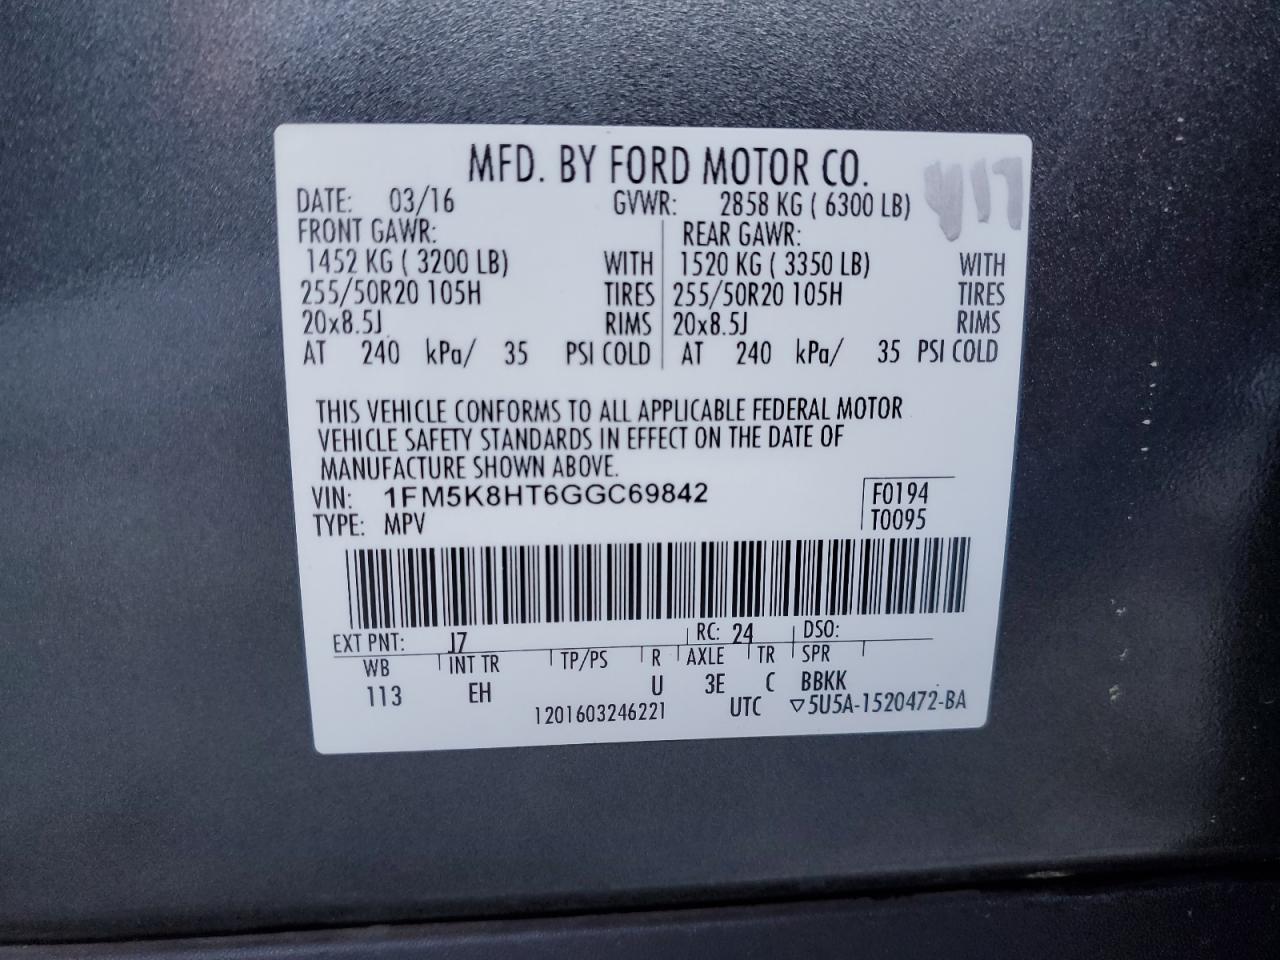 MFD. BY FORD MOTOR CO.
DATE: 03/16 GVWR: 2858 KG ( 6300 LB)
FRONT GAWR: REAR GAWR:
1452 KG ( 3200 LB) WITH 1520 KG ( 3350 LB) WITH
255/50R20 105H TIRES 255/50R20 105H TIRES
20x8.5J RIMS 20x8.5J RIMS
AT 240 kPa/ 35 PSI COLD AT 240 kPa/ 35 PSI COLD
THIS VEHICLE CONFORMS TO ALL APPLICABLE FEDERAL MOTOR
VEHICLE SAFETY STANDARDS IN EFFECT ON THE DATE OF
MANUFACTURE SHOWN ABOVE.
VIN: 1FM5K8HT6GGC69842 F0194
TYPE: MPV T0095
EXT PNT: J7 RC: 24 DSO:
WB INT TR TP/PS R AXLE TR SPR
113 EH U 3E C BBKK
1201603246221 UTC ▽5U5A-1520472-BA